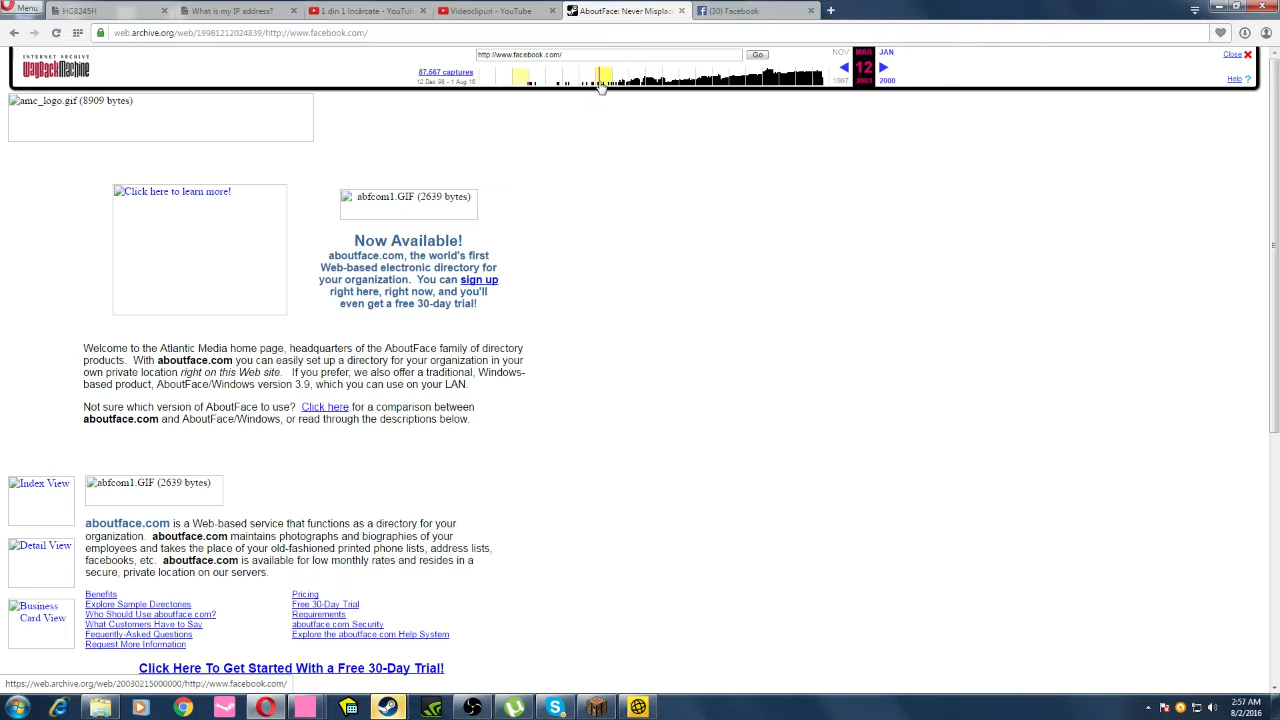 Menu
HG8245H
What is my IP address?
1 din 1 Încărcate - YouTube
Videoclipuri - YouTube
AboutFace: Never Misplac
(30) Facebook
web.archive.org/web/19981212024839/http://www.facebook.com/
INTERNET ARCHIVE
WayBackMachine
http://www.facebook.com/
Go
87,567 captures
12 Dec 98 - 1 Aug 16
NOV MAR JAN
12
1997 2003 2000
Close
Help ?
amc_logo.gif (8909 bytes)
Click here to learn more!
abfcom1.GIF (2639 bytes)
Now Available!
aboutface.com, the world's first
Web-based electronic directory for
your organization. You can sign up
right here, right now, and you'll
even get a free 30-day trial!
Welcome to the Atlantic Media home page, headquarters of the AboutFace family of directory
products. With aboutface.com you can easily set up a directory for your organization in your
own private location right on this Web site. If you prefer, we also offer a traditional, Windows-
based product, AboutFace/Windows version 3.9, which you can use on your LAN.
Not sure which version of AboutFace to use? Click here for a comparison between
aboutface.com and AboutFace/Windows, or read through the descriptions below.
Index View
abfcom1.GIF (2639 bytes)
aboutface.com is a Web-based service that functions as a directory for your
organization. aboutface.com maintains photographs and biographies of your
employees and takes the place of your old-fashioned printed phone lists, address lists,
facebooks, etc. aboutface.com is available for low monthly rates and resides in a
secure, private location on our servers.
Detail View
Business
Card View
Benefits
Explore Sample Directories
Who Should Use aboutface.com?
What Customers Have to Say
Fequently-Asked Questions
Request More Information
Pricing
Free 30-Day Trial
Requirements
aboutface.com Security
Explore the aboutface.com Help System
Click Here To Get Started With a Free 30-Day Trial!
https://web.archive.org/web/20030215000000/http://www.facebook.com/
2:57 AM
8/2/2016